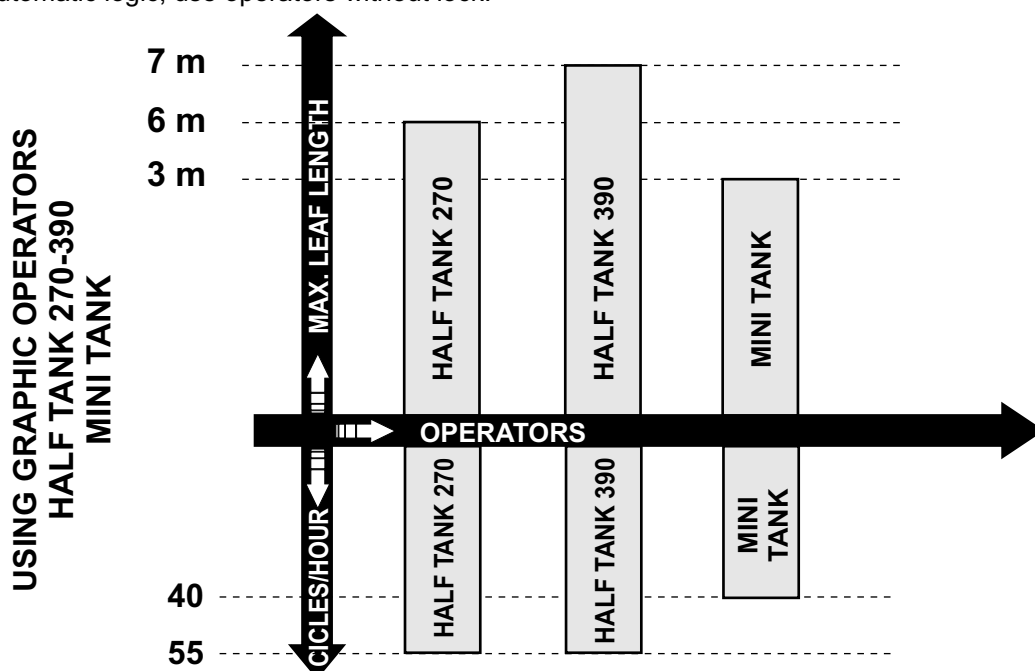 automatic logic, use operators without lock.
USING GRAPHIC OPERATORS
HALF TANK 270-390
MINI TANK
7 m
6 m
3 m
MAX. LEAF LENGTH
HALF TANK 270
HALF TANK 390
MINI TANK
OPERATORS
CICLES/HOUR
HALF TANK 270
HALF TANK 390
MINI
TANK
40
55